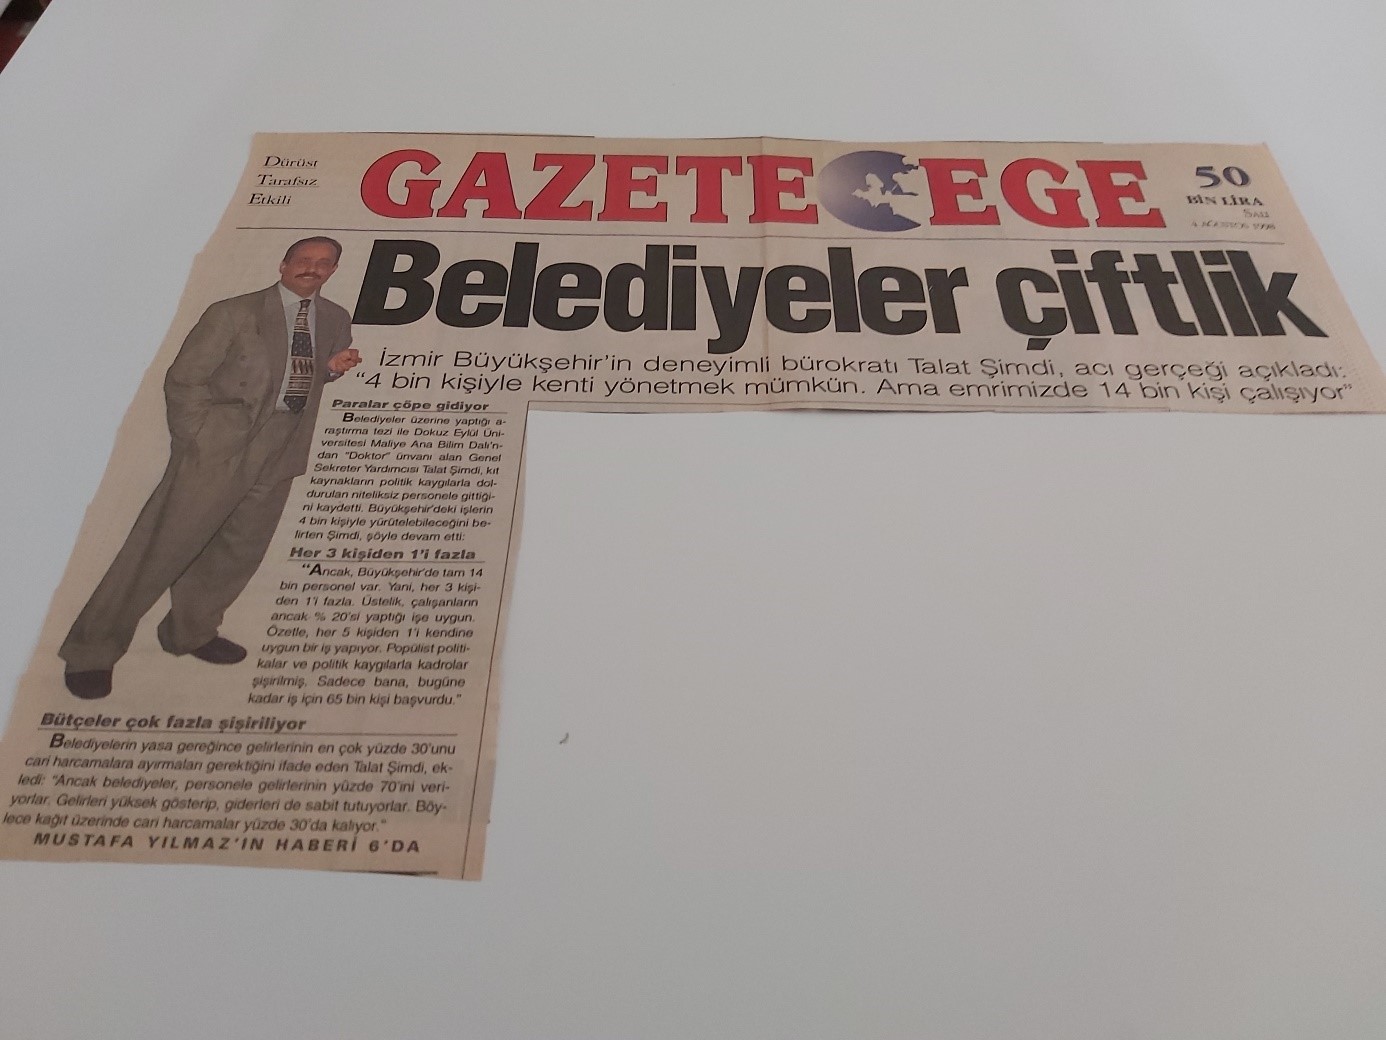 Dürüst
Tarafsız
Etkili
GAZETE EGE
50
BİN LİRA
SALI
4 AĞUSTOS 1998
Belediyeler çiftlik
İzmir Büyükşehir'in deneyimli bürokratı Talat Şimdi, acı gerçeği açıkladı:
"4 bin kişiyle kenti yönetmek mümkün. Ama emrimizde 14 bin kişi çalışıyor"
Paralar çöpe gidiyor
Belediyeler üzerine yaptığı a-
raştırma tezi ile Dokuz Eylül Üni-
versitesi Maliye Ana Bilim Dalı'n-
dan "Doktor" ünvanı alan Genel
Sekreter Yardımcısı Talat Şimdi, kıt
kaynakların politik kaygılarla dol-
durulan niteliksiz personele gittiği-
ni kaydetti. Büyükşehir'deki işlerin
4 bin kişiyle yürütelebileceğini be-
lirten Şimdi, şöyle devam etti:
Her 3 kişiden 1'i fazla
"Ancak, Büyükşehir'de tam 14
bin personel var. Yani, her 3 kişi-
den 1'i fazla. Üstelik, çalışanların
ancak % 20'si yaptığı işe uygun.
Özetle, her 5 kişiden 1'i kendine
uygun bir iş yapıyor. Popülist politi-
kalar ve politik kaygılarla kadrolar
şişirilmiş. Sadece bana, bugüne
kadar iş için 65 bin kişi başvurdu."
Bütçeler çok fazla şişiriliyor
Belediyelerin yasa gereğince gelirlerinin en çok yüzde 30'unu
cari harcamalara ayırmaları gerektiğini ifade eden Talat Şimdi, ek-
ledi: "Ancak belediyeler, personele gelirlerinin yüzde 70'ini veri-
yorlar. Gelirleri yüksek gösterip, giderleri de sabit tutuyorlar. Böy-
lece kağıt üzerinde cari harcamalar yüzde 30'da kalıyor."
MUSTAFA YILMAZ'IN HABERİ 6'DA